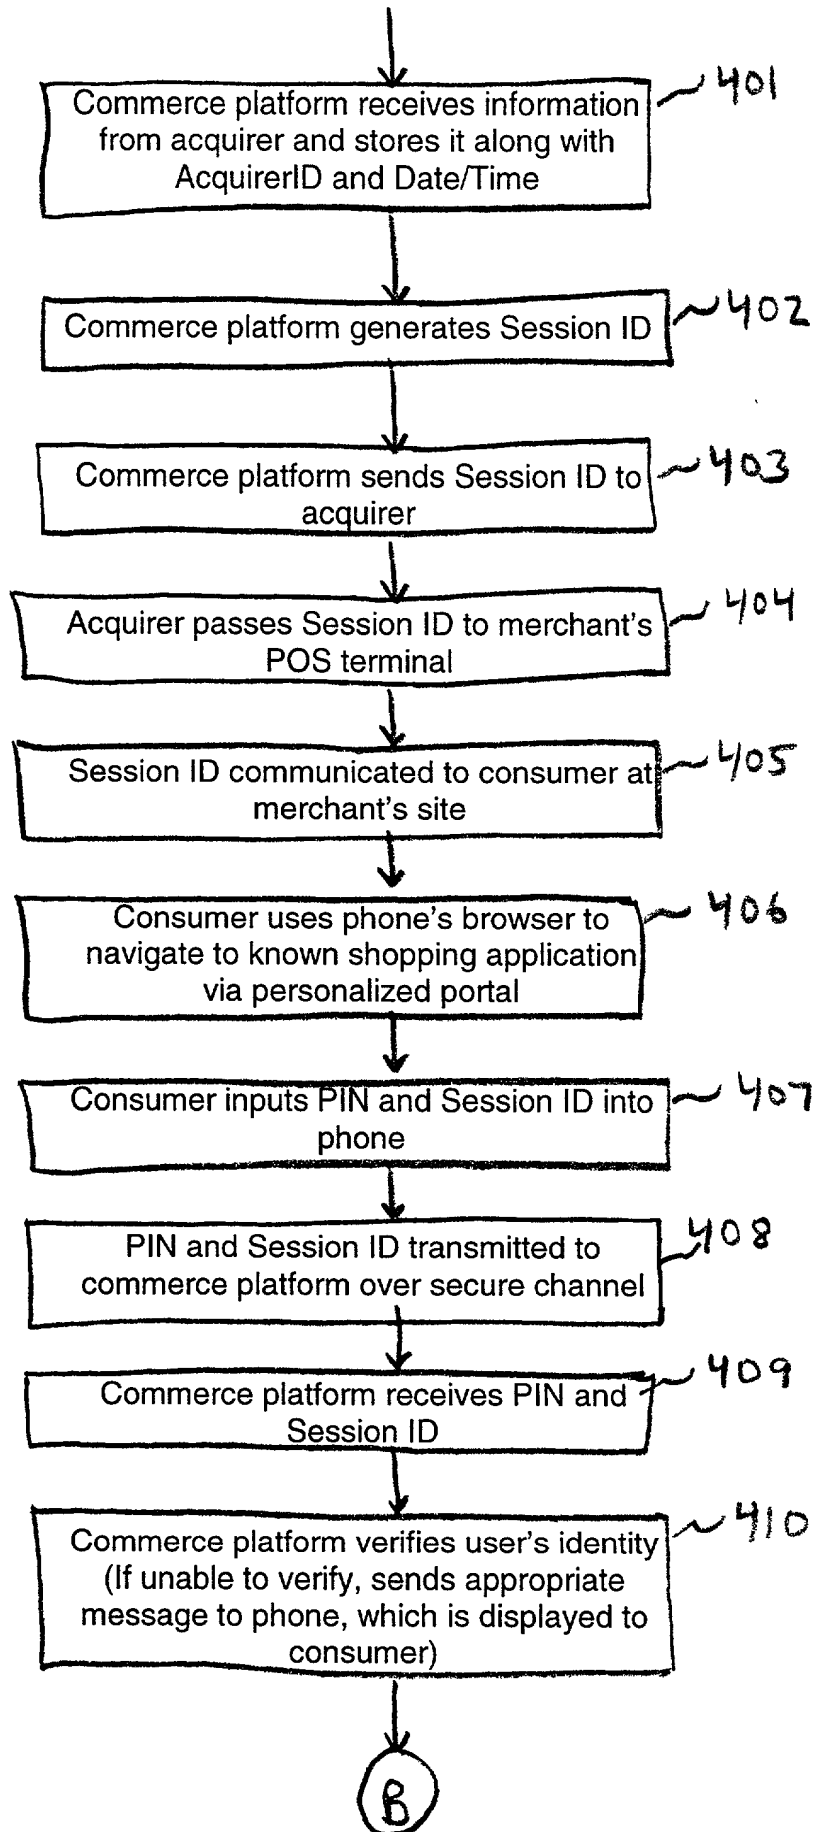 401
Commerce platform receives information
from acquirer and stores it along with
AcquirerID and Date/Time
402
Commerce platform generates Session ID
403
Commerce platform sends Session ID to
acquirer
404
Acquirer passes Session ID to merchant's
POS terminal
405
Session ID communicated to consumer at
merchant's site
406
Consumer uses phone's browser to
navigate to known shopping application
via personalized portal
407
Consumer inputs PIN and Session ID into
phone
408
PIN and Session ID transmitted to
commerce platform over secure channel
409
Commerce platform receives PIN and
Session ID
410
Commerce platform verifies user's identity
(If unable to verify, sends appropriate
message to phone, which is displayed to
consumer)
B